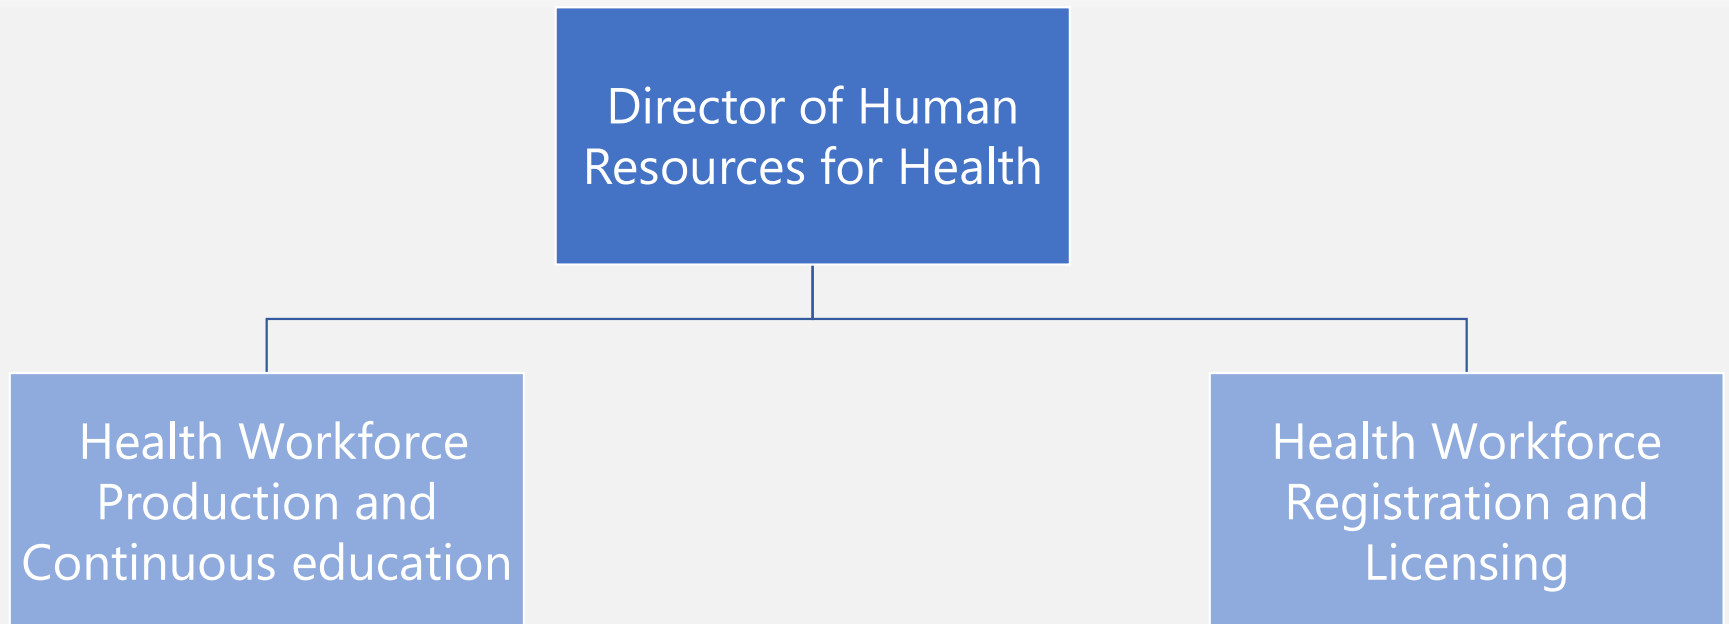 Director of Human
Resources for Health
Health Workforce
Production and
Continuous education
Health Workforce
Registration and
Licensing